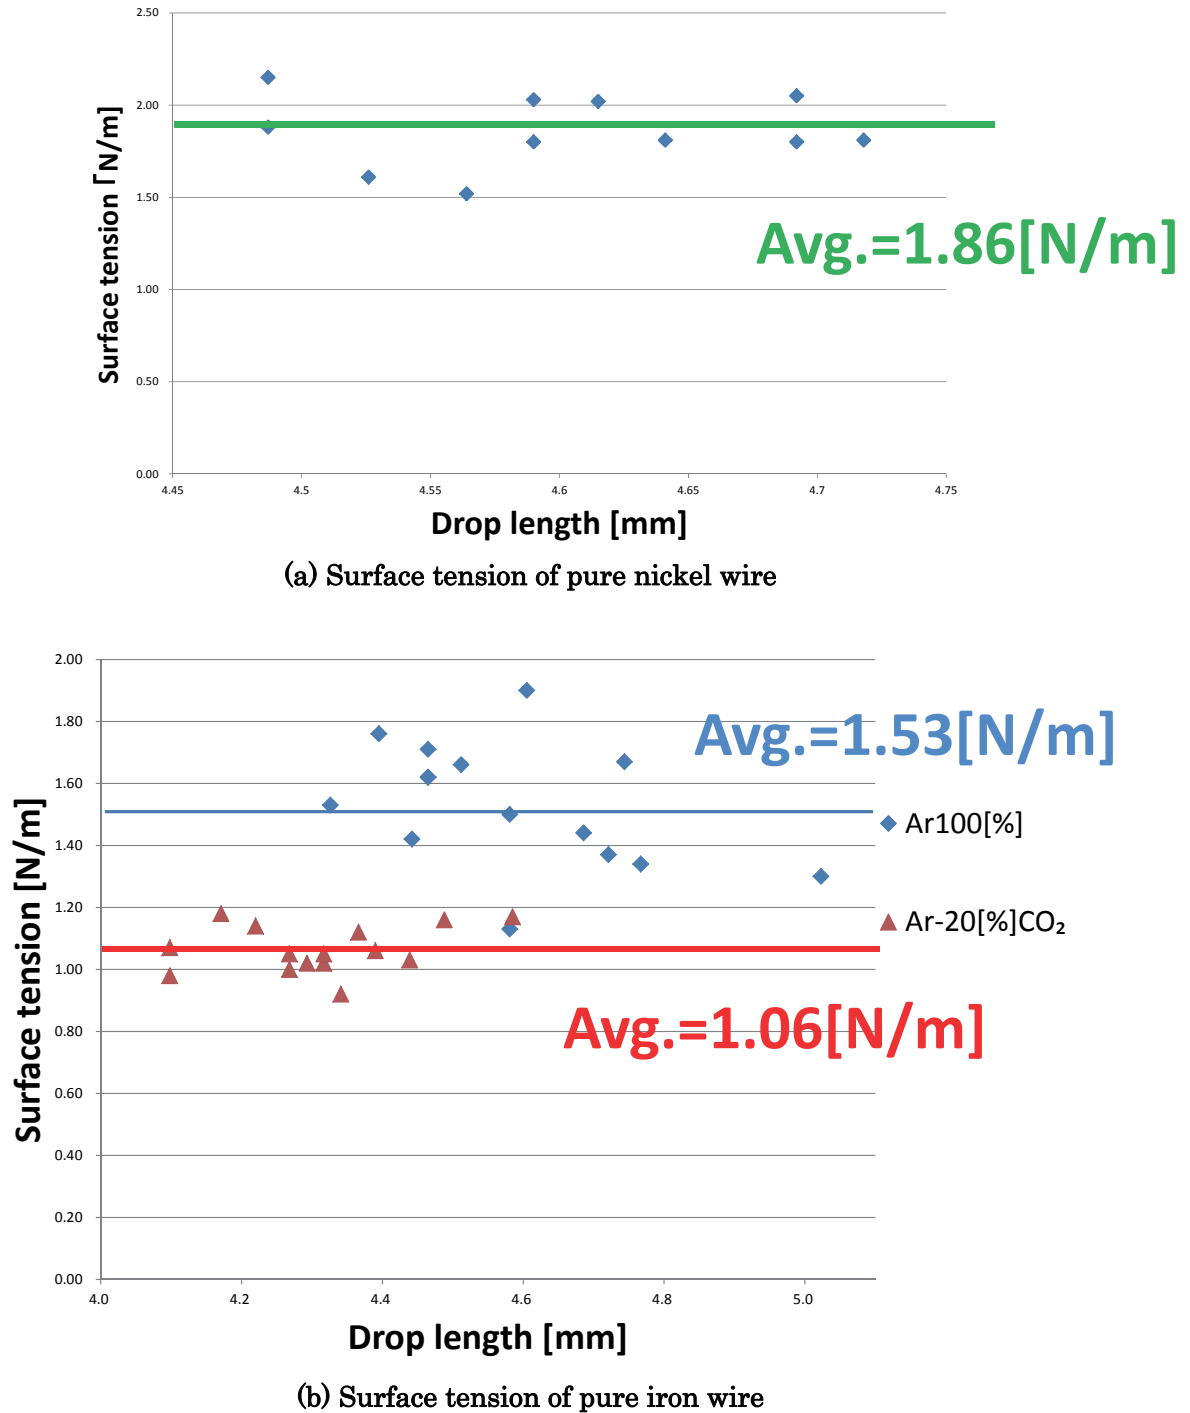 2.50
2.00
1.50
1.00
0.50
0.00
Surface tension ｢N/m]
4.45 4.5 4.55 4.6 4.65 4.7 4.75
Drop length [mm]
Avg.=1.86[N/m]
(a) Surface tension of pure nickel wire
2.00
1.80
1.60
1.40
1.20
1.00
0.80
0.60
0.40
0.20
0.00
Surface tension [N/m]
4.0 4.2 4.4 4.6 4.8 5.0
Drop length [mm]
Avg.=1.53[N/m]
Ar100[%]
Ar-20[%]CO₂
Avg.=1.06[N/m]
(b) Surface tension of pure iron wire